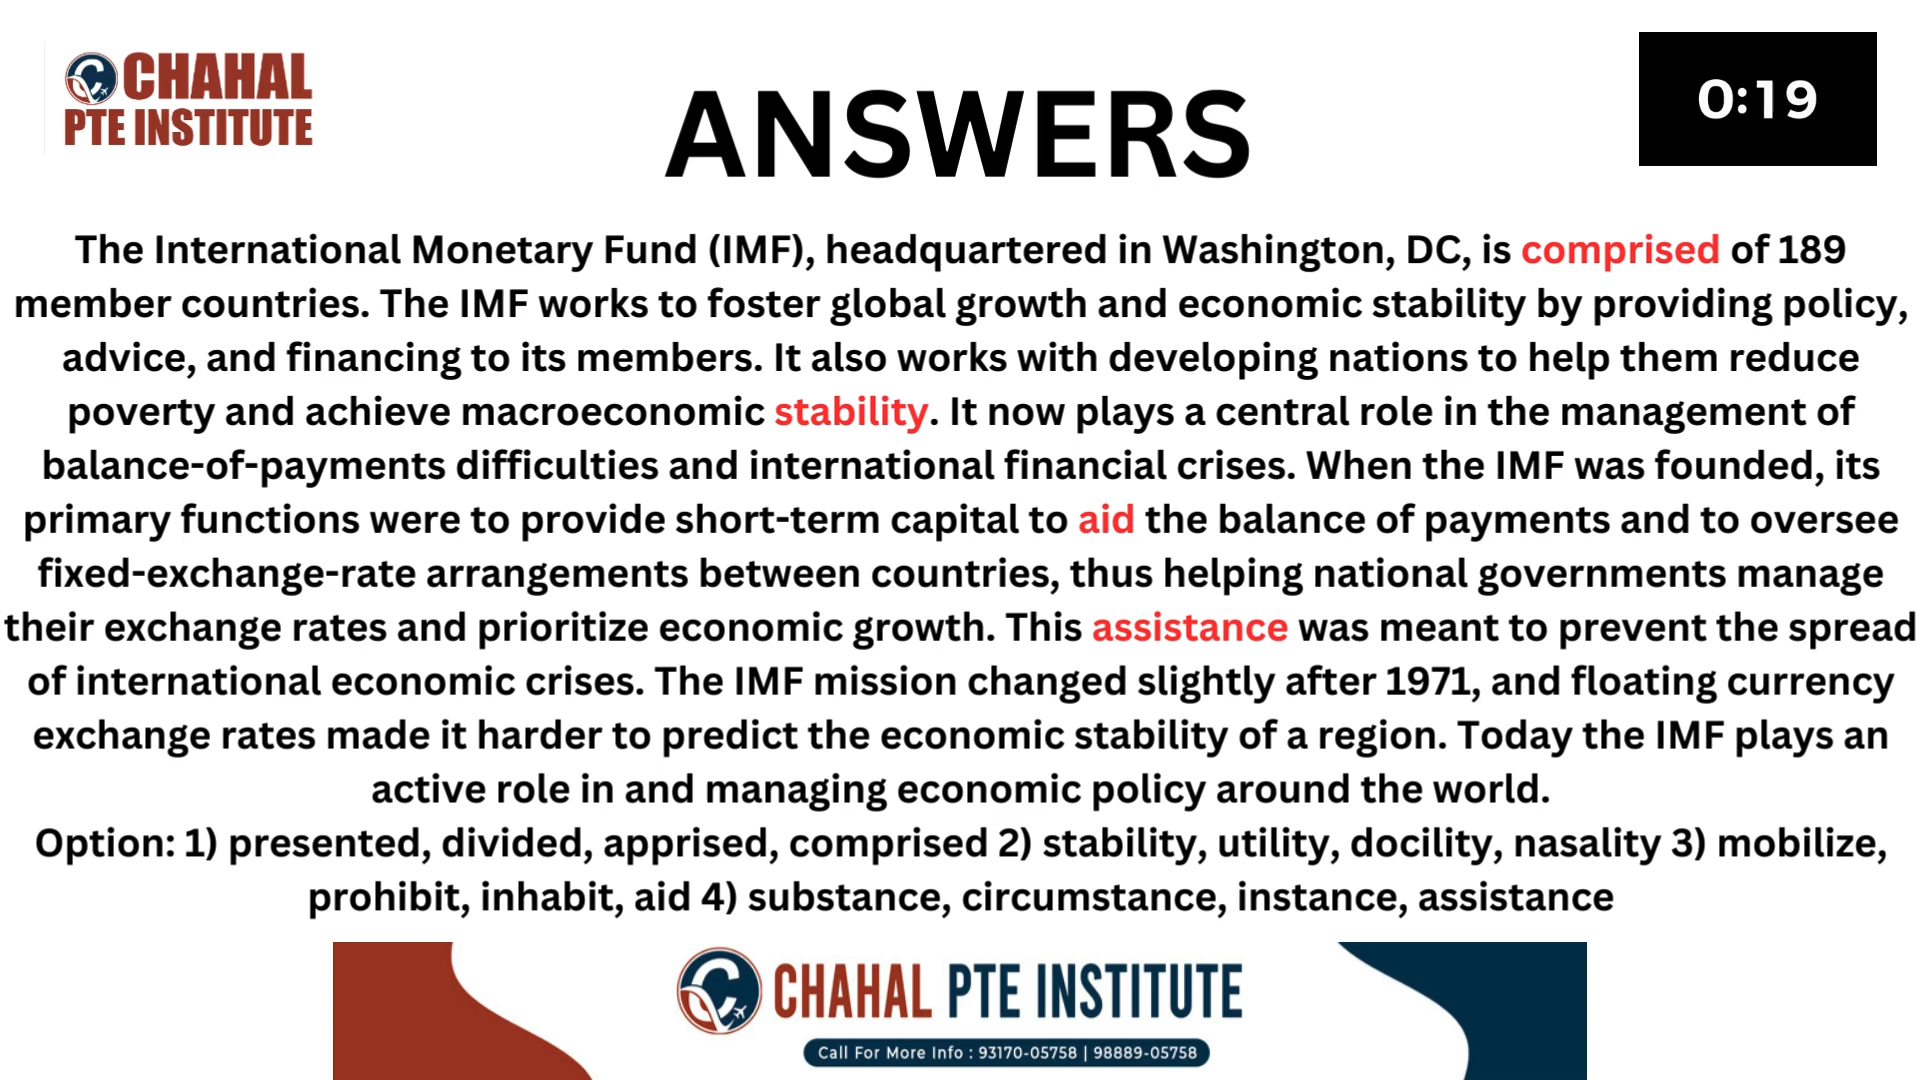 CHAHAL
PTE INSTITUTE
ANSWERS
0:19
The International Monetary Fund (IMF), headquartered in Washington, DC, is comprised of 189
member countries. The IMF works to foster global growth and economic stability by providing policy,
advice, and financing to its members. It also works with developing nations to help them reduce
poverty and achieve macroeconomic stability. It now plays a central role in the management of
balance-of-payments difficulties and international financial crises. When the IMF was founded, its
primary functions were to provide short-term capital to aid the balance of payments and to oversee
fixed-exchange-rate arrangements between countries, thus helping national governments manage
their exchange rates and prioritize economic growth. This assistance was meant to prevent the spread
of international economic crises. The IMF mission changed slightly after 1971, and floating currency
exchange rates made it harder to predict the economic stability of a region. Today the IMF plays an
active role in and managing economic policy around the world.
Option: 1) presented, divided, apprised, comprised 2) stability, utility, docility, nasality 3) mobilize,
prohibit, inhabit, aid 4) substance, circumstance, instance, assistance
CHAHAL PTE INSTITUTE
Call For More Info : 93170-05758 | 98889-05758